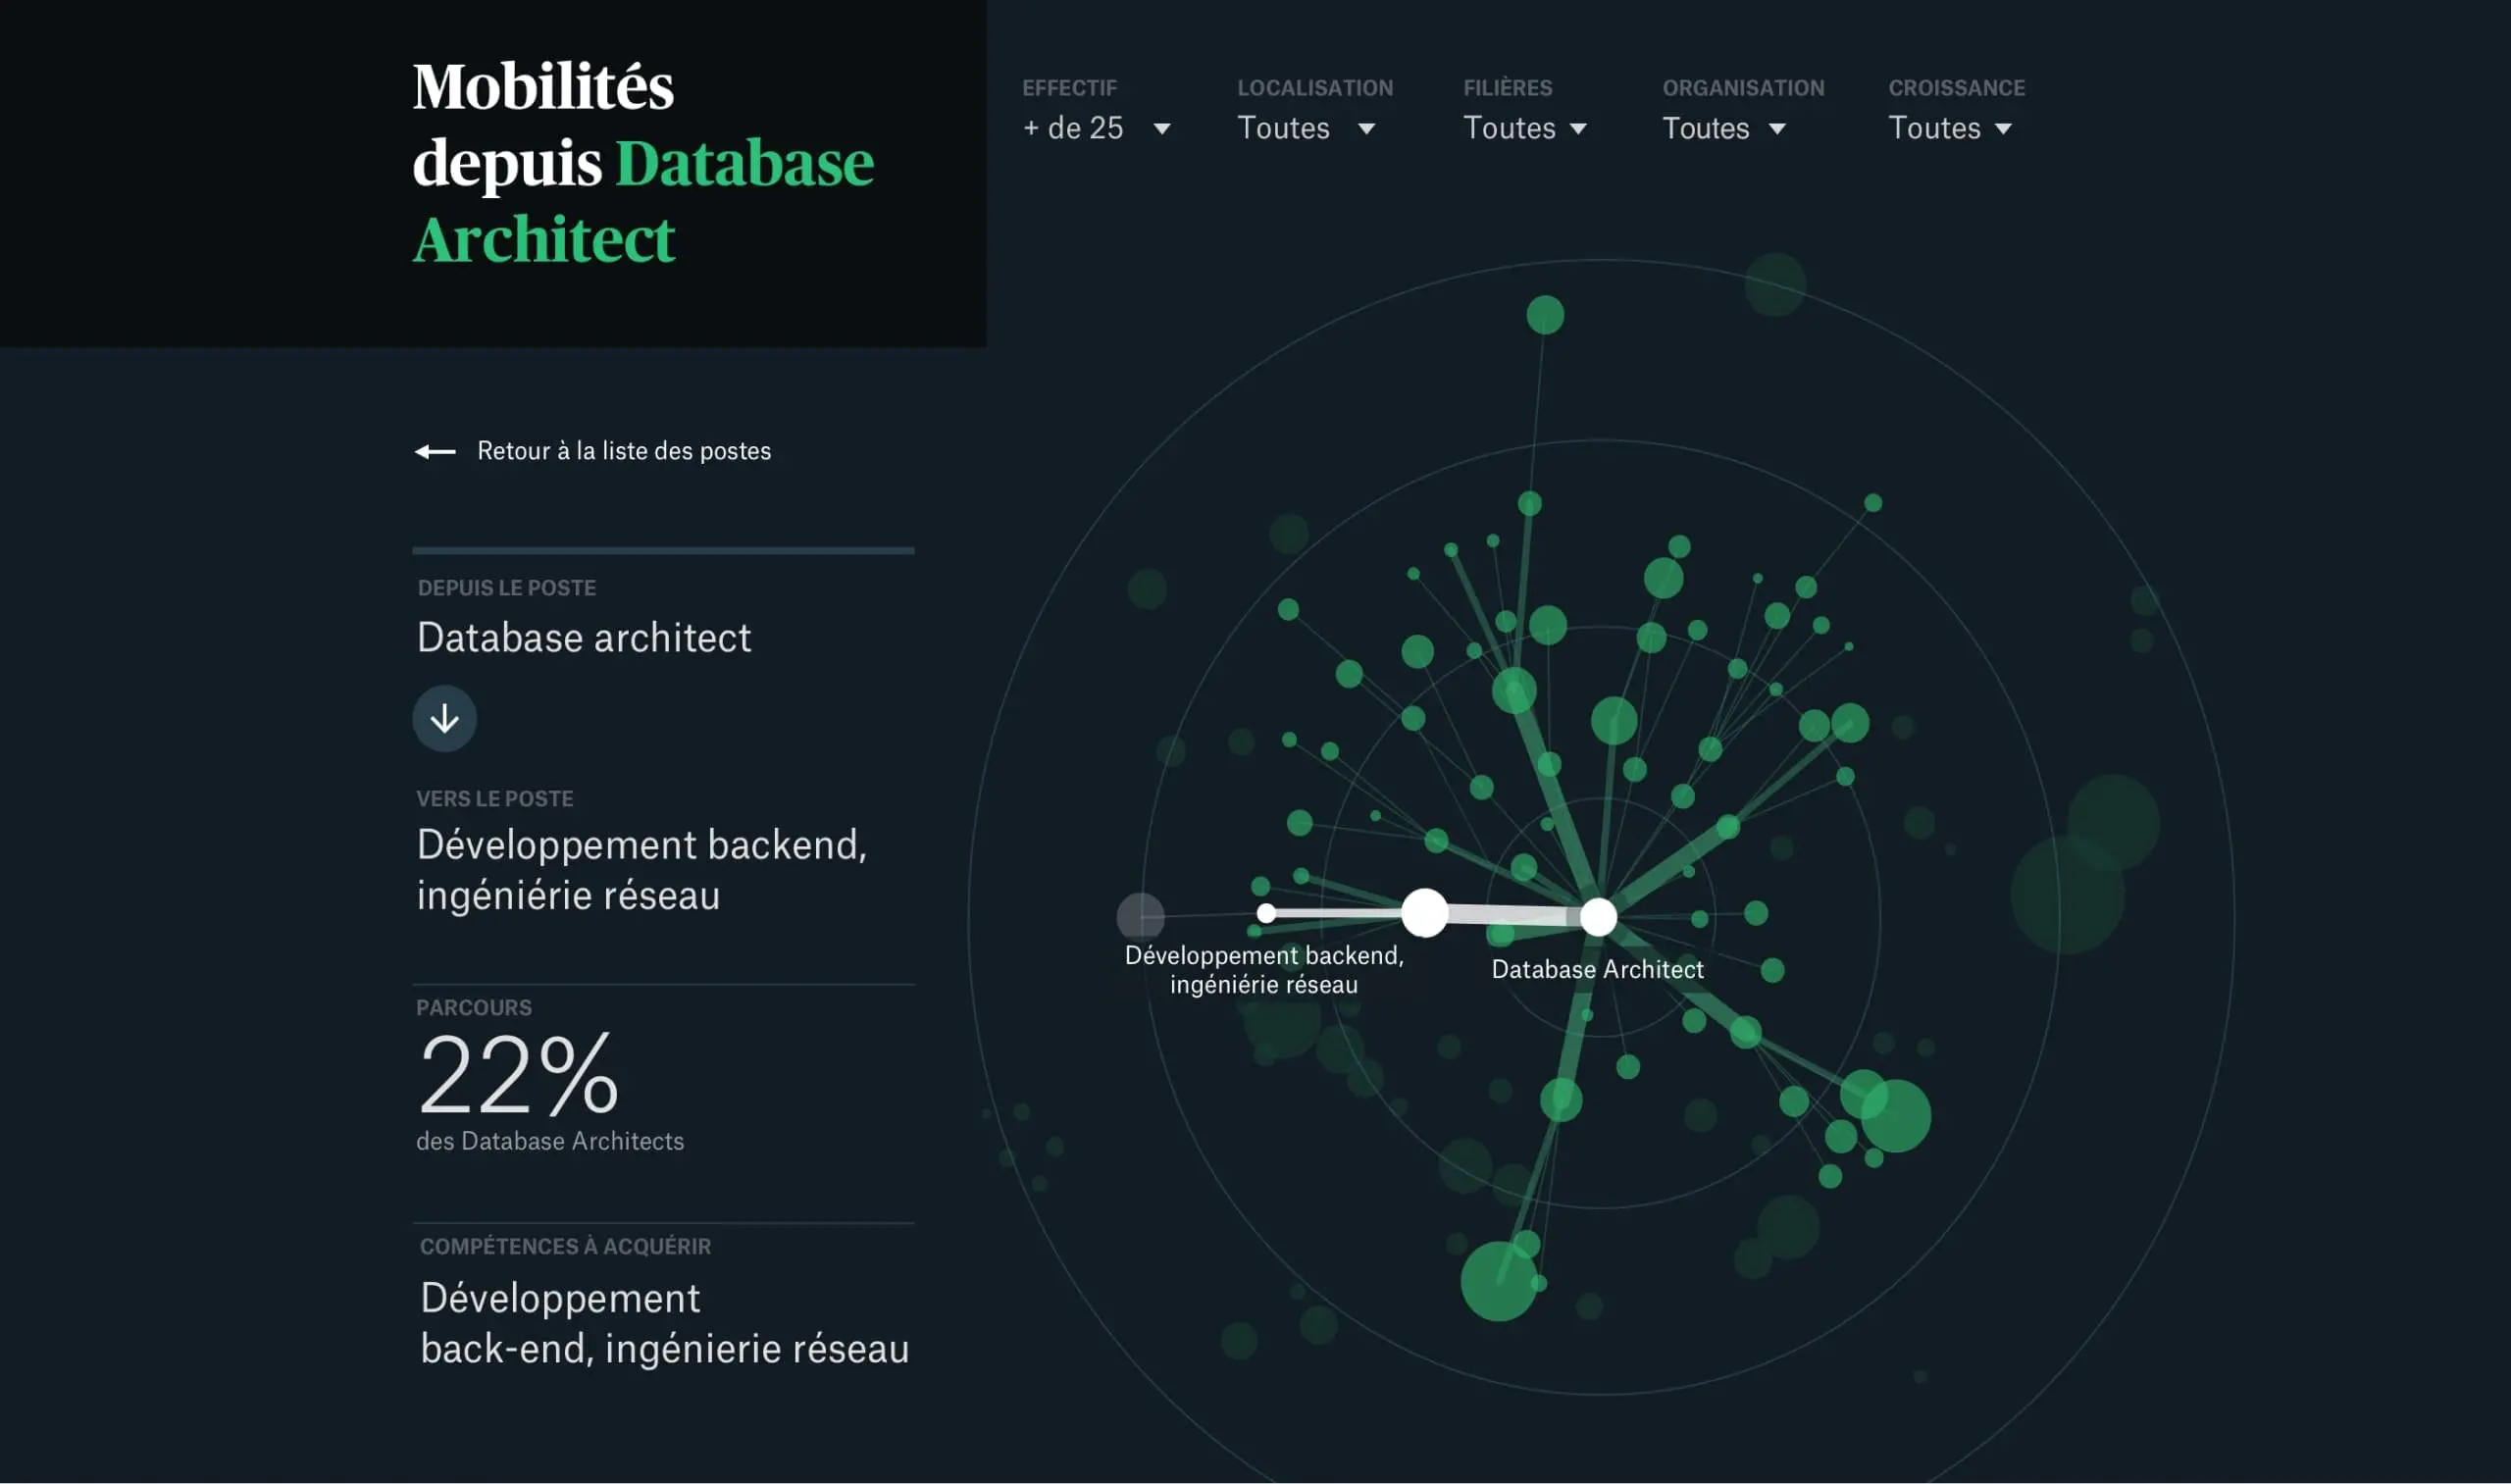 Mobilités
depuis Database
Architect
EFFECTIF
+ de 25
LOCALISATION
Toutes
FILIÈRES
Toutes
ORGANISATION
Toutes
CROISSANCE
Toutes
Retour à la liste des postes
DEPUIS LE POSTE
Database architect
VERS LE POSTE
Développement backend,
ingéniérie réseau
PARCOURS
22%
des Database Architects
COMPÉTENCES À ACQUÉRIR
Développement
back-end, ingénierie réseau
Développement backend,
ingéniérie réseau
Database Architect